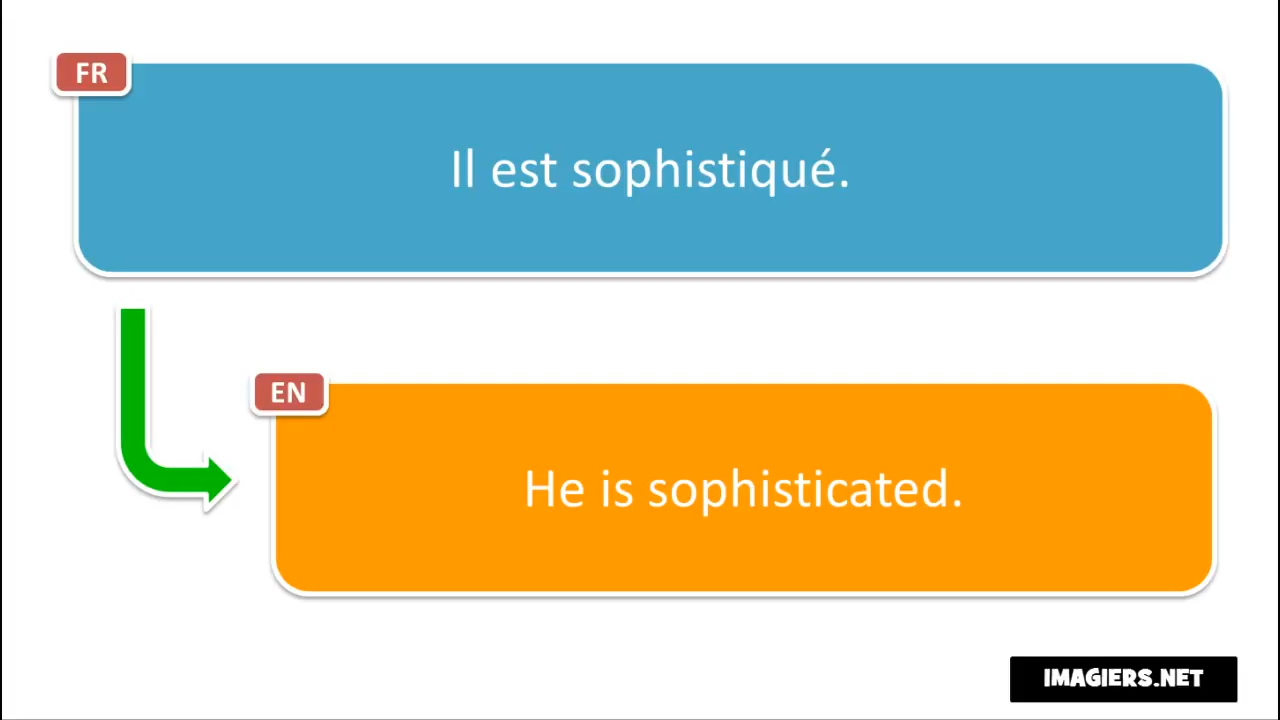 FR
Il est sophistiqué.
EN
He is sophisticated.
IMAGIERS.NET